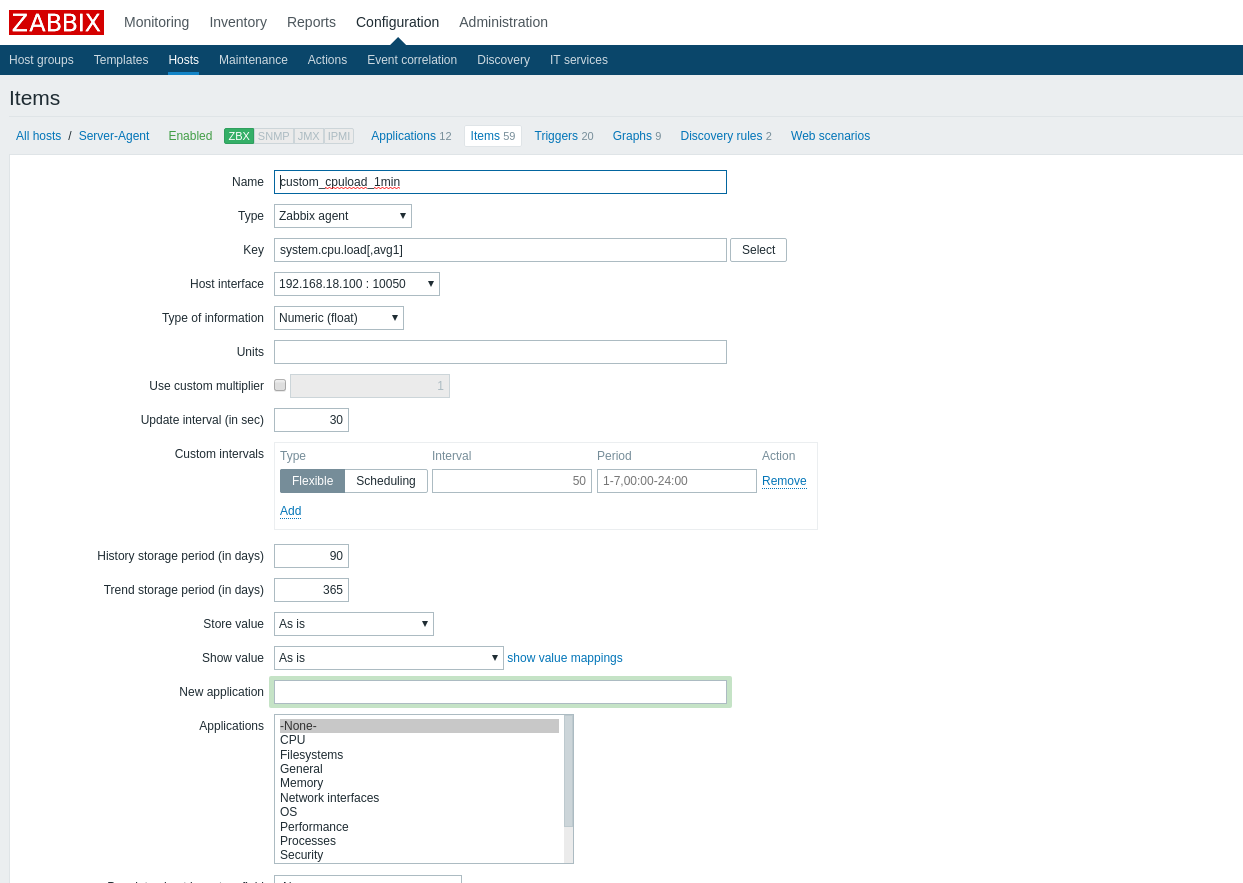 ZABBIX Monitoring Inventory Reports Configuration Administration
Host groups Templates Hosts Maintenance Actions Event correlation Discovery IT services
Items
All hosts / Server-Agent Enabled ZBX SNMP JMX IPMI Applications 12 Items 59 Triggers 20 Graphs 9 Discovery rules 2 Web scenarios
Name custom_cpuload_1min
Type Zabbix agent
Key system.cpu.load[,avg1] Select
Host interface 192.168.18.100 : 10050
Type of information Numeric (float)
Units
Use custom multiplier 1
Update interval (in sec) 30
Custom intervals Type Interval Period Action
Flexible Scheduling 50 1-7,00:00-24:00 Remove
Add
History storage period (in days) 90
Trend storage period (in days) 365
Store value As is
Show value As is show value mappings
New application
Applications -None-
CPU
Filesystems
General
Memory
Network interfaces
OS
Performance
Processes
Security